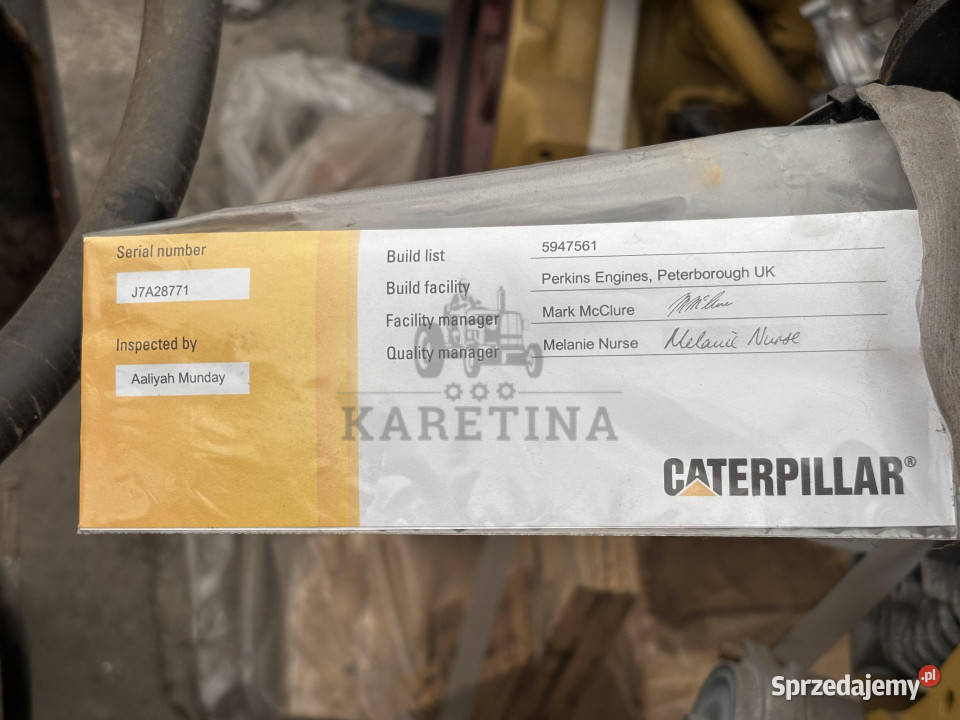 Serial number
J7A28771
Inspected by
Aaliyah Munday
Build list 5947561
Build facility Perkins Engines, Peterborough UK
Facility manager Mark McClure M McClure
Quality manager Melanie Nurse Melanie Nurse
KARETINA
CATERPILLAR®
Sprzedajemy.pl